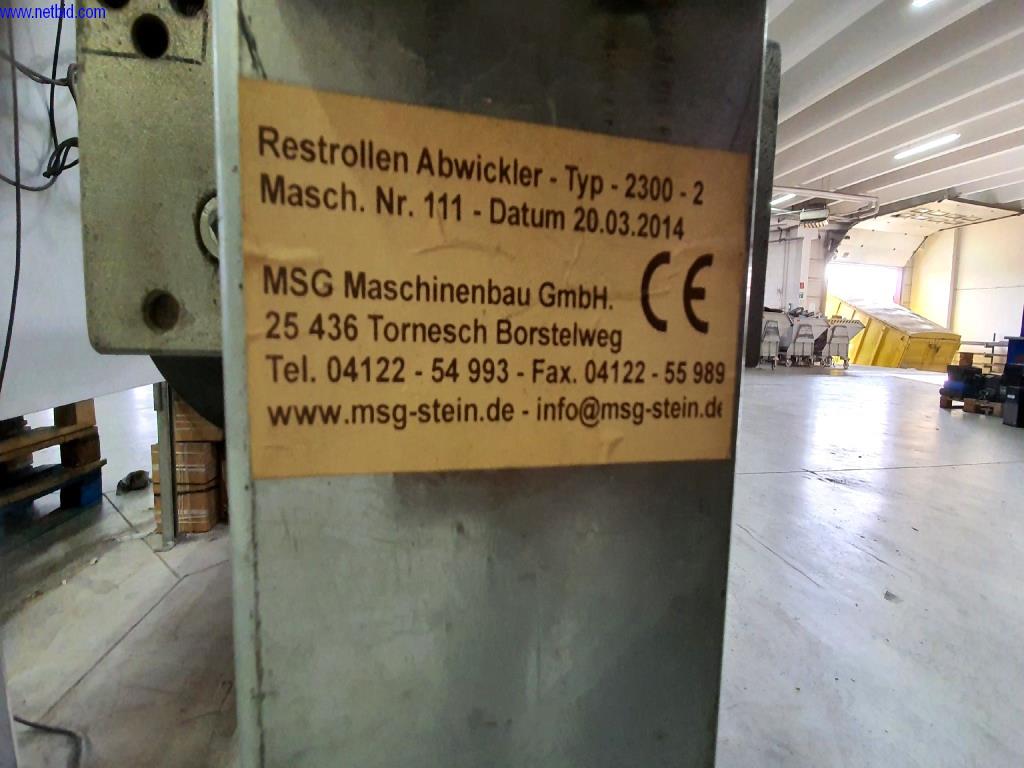 www.netbid.com
Restrollen Abwickler - Typ - 2300 - 2
Masch. Nr. 111 - Datum 20.03.2014
MSG Maschinenbau GmbH. CE
25 436 Tornesch Borstelweg
Tel. 04122 - 54 993 - Fax. 04122 - 55 989
www.msg-stein.de - info@msg-stein.de